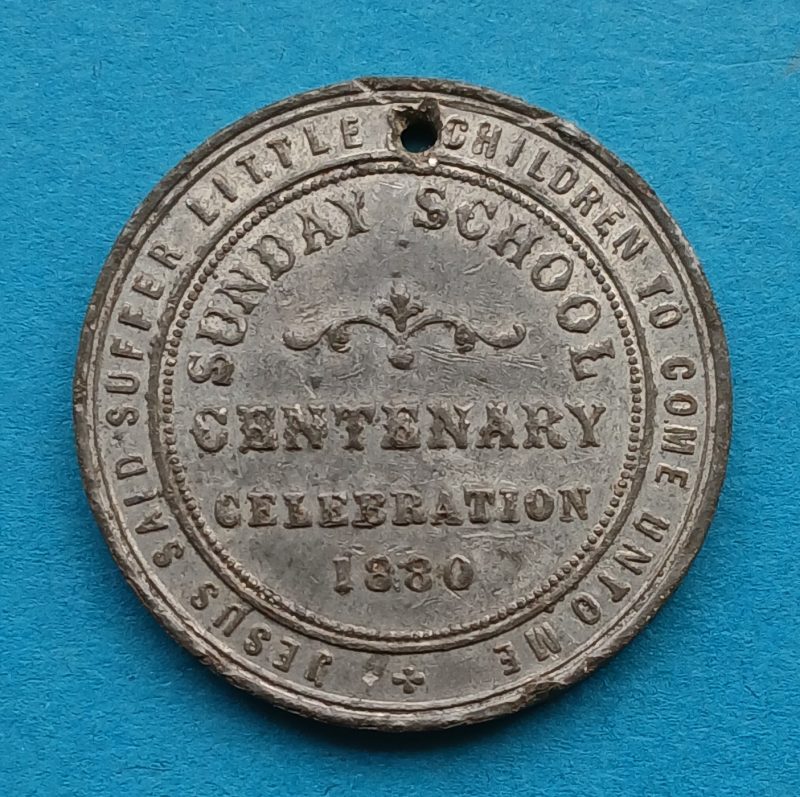 JESUS SAID SUFFER LITTLE CHILDREN TO COME UNTO ME
SUNDAY SCHOOL
CENTENARY
CELEBRATION
1880